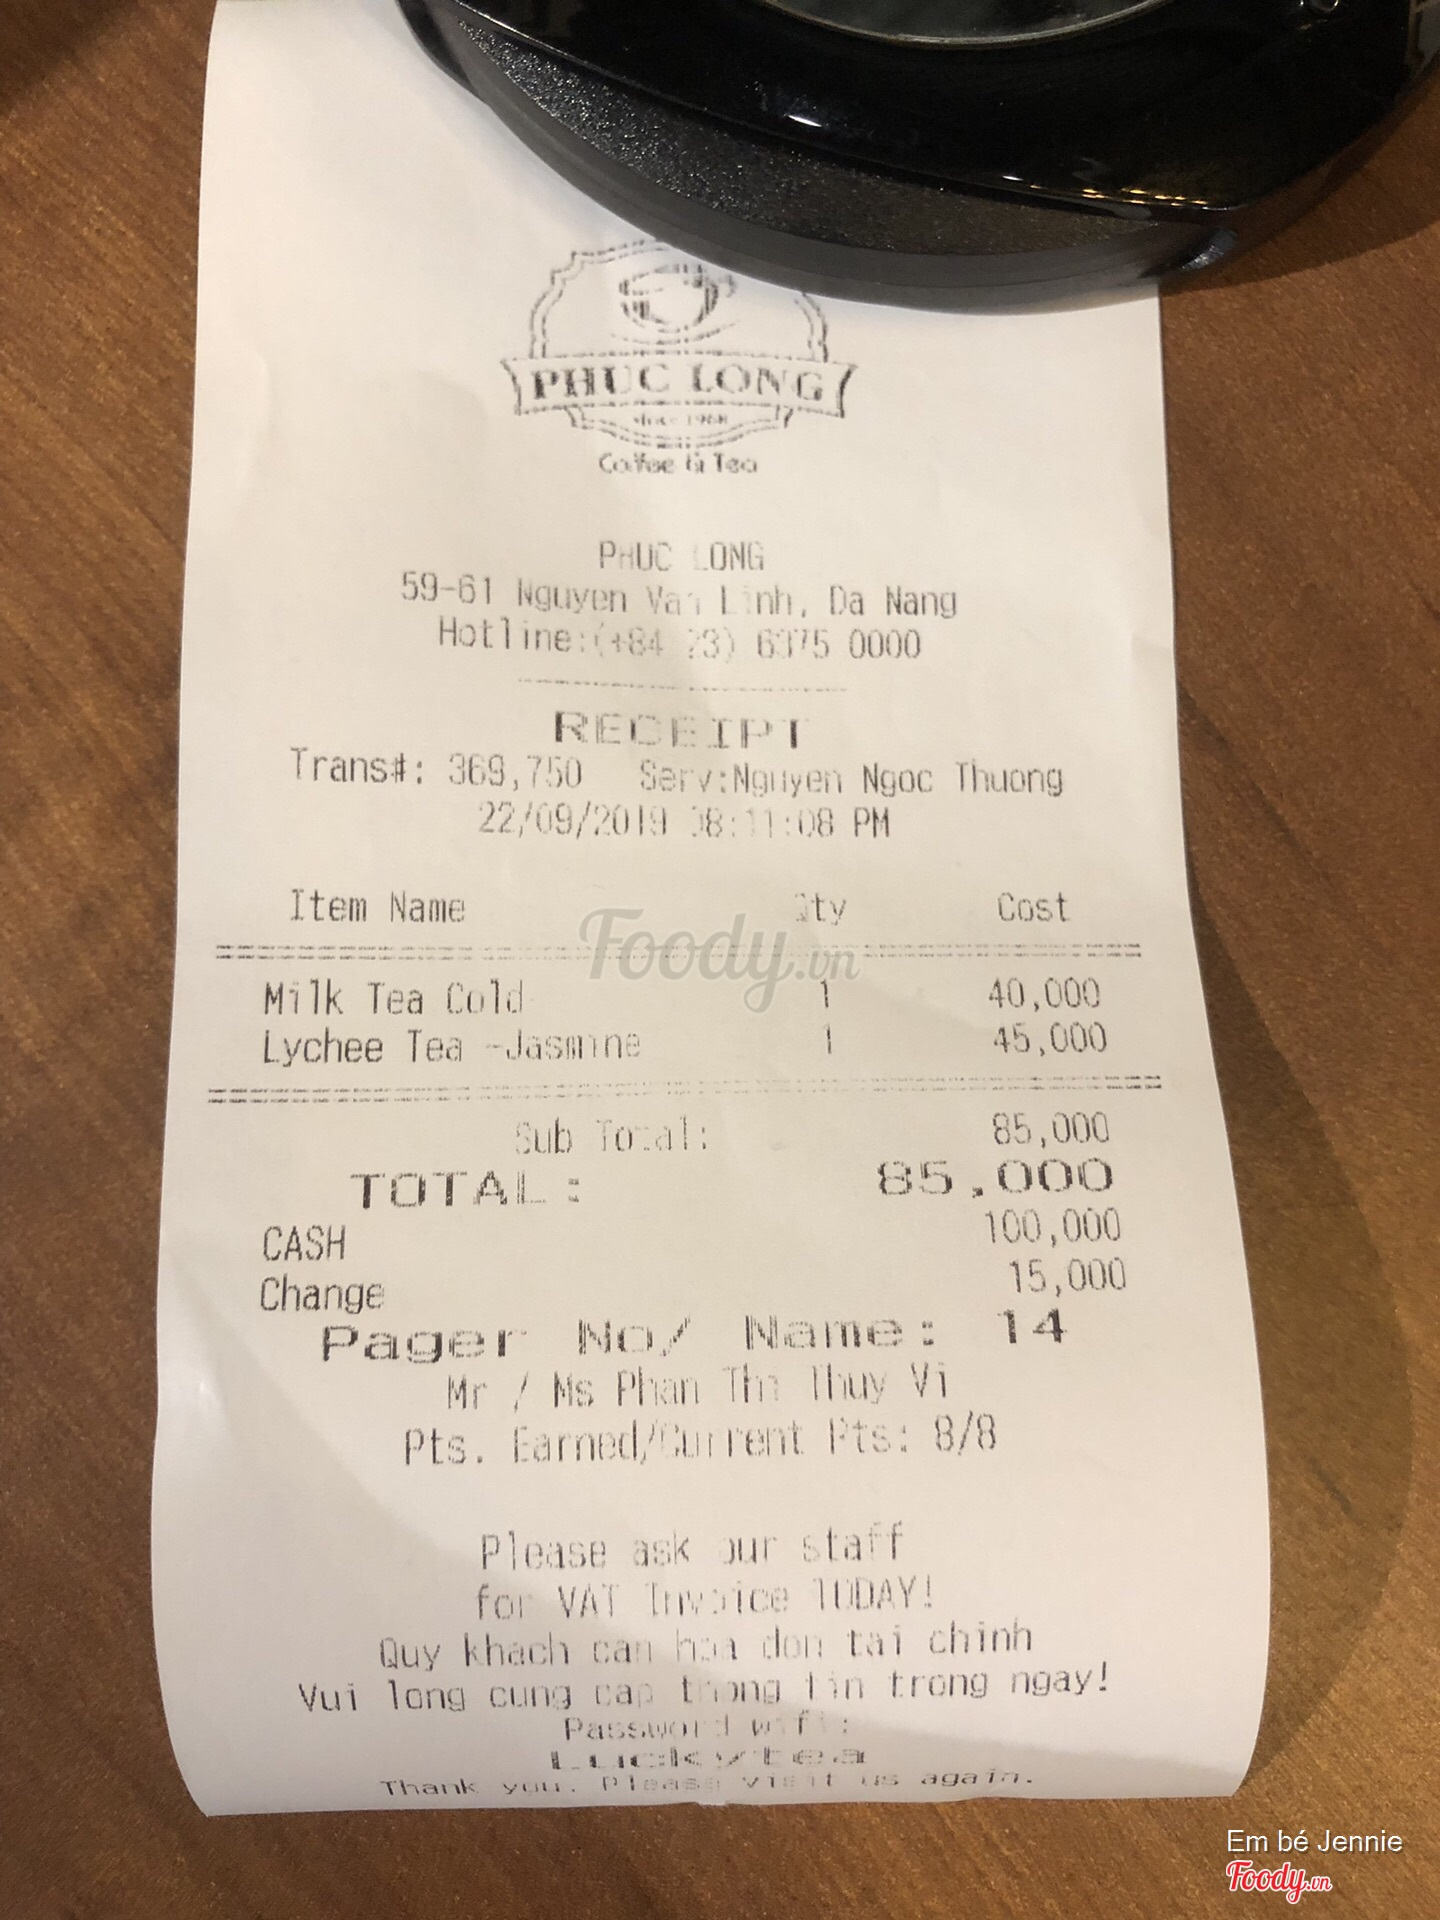 PHUC LONG
since 1968
Coffee & Tea
PHUC LONG
59-61 Nguyen Van Linh, Da Nang
Hotline:(+84 23) 6375 0000
RECEIPT
Trans#: 369,750 Serv:Nguyen Ngoc Thuong
22/09/2019 08:11:08 PM
Item Name Qty Cost
Foody.vn
Milk Tea Cold 1 40,000
Lychee Tea -Jasmine 1 45,000
Sub Total: 85,000
TOTAL: 85,000
CASH 100,000
Change 15,000
Pager No/ Name: 14
Mr / Ms Phan Thi Thuy Vi
Pts. Earned/Current Pts: 8/8
Please ask our staff
for VAT Invoice TODAY!
Quy khach can hoa don tai chinh
Vui long cung cap thong tin trong ngay!
Password wifi:
Luckytea
Thank you. Please visit us again.
Em bé Jennie
Foody.vn